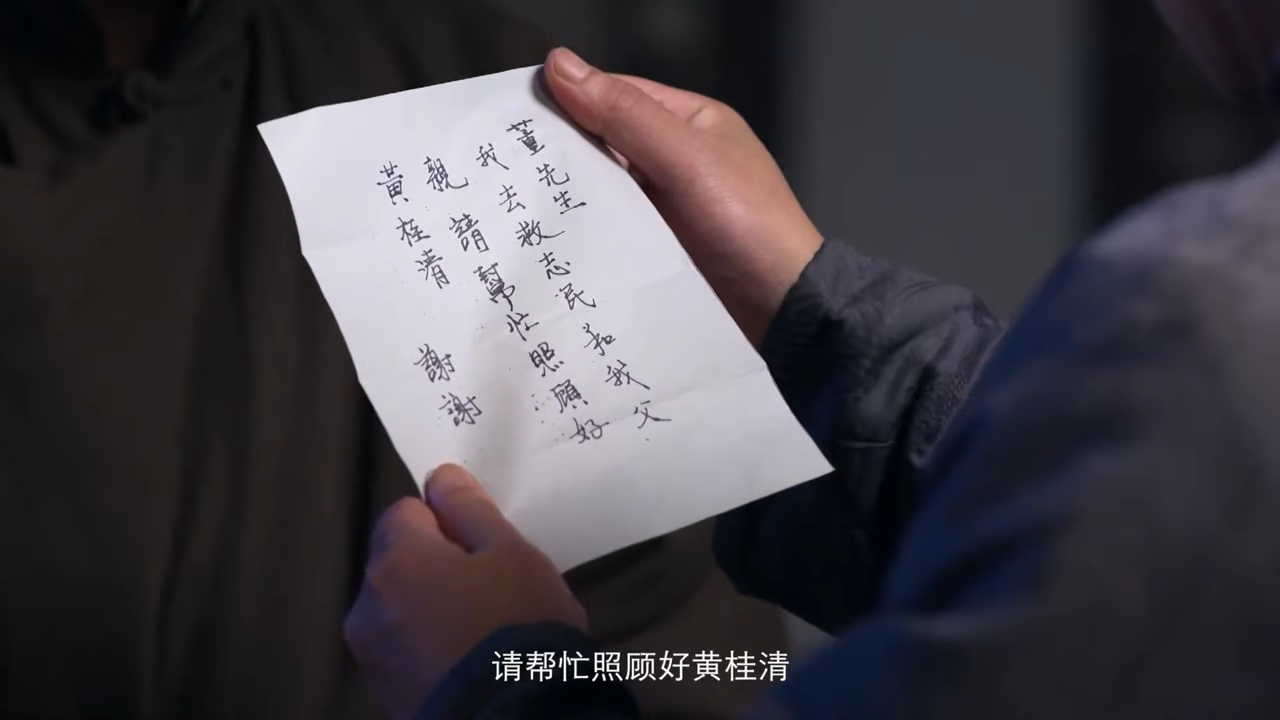 董先生
我去救志民和我父
親請幫忙照顧好
黃桂清 謝謝
请帮忙照顾好黄桂清